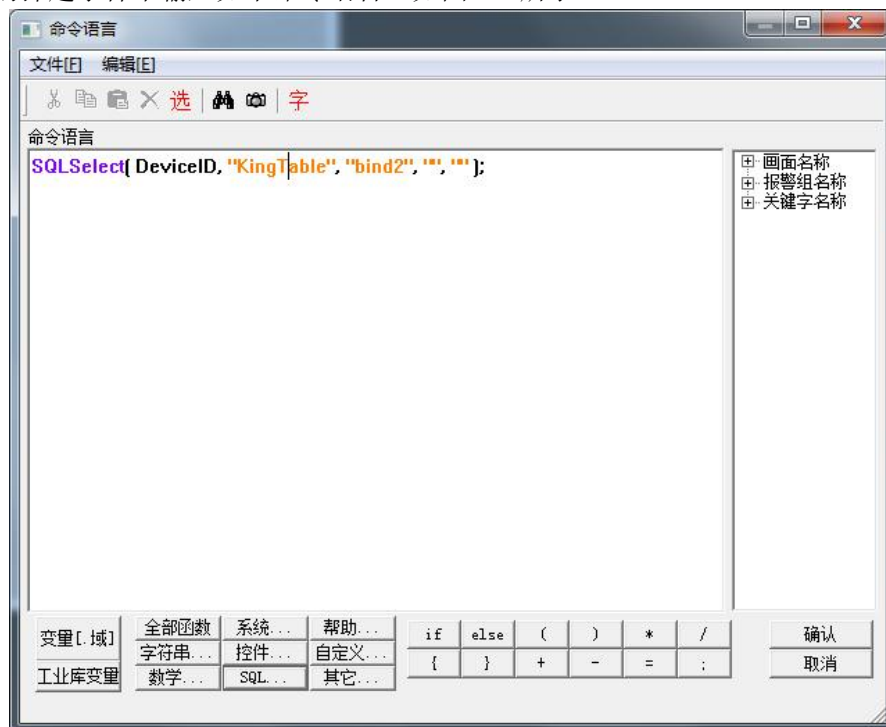 命令语言
文件[F] 编辑[E]
选 字
命令语言
SQLSelect( DeviceID, "KingTable", "bind2", "", "" );
画面名称
报警组名称
关键字名称
变量[.域] 全部函数 系统... 帮助... if else ( ) * / 确认
字符串... 控件... 自定义...
工业库变量 数学... SQL... 其它... { } + - = ; 取消